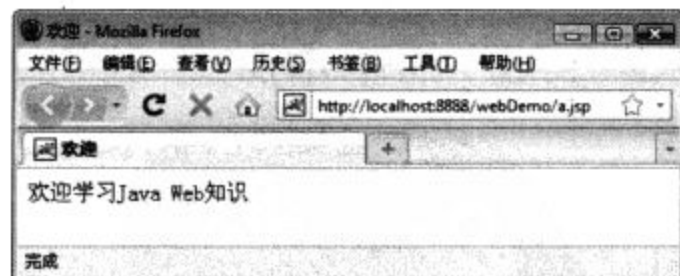 欢迎 - Mozilla Firefox
文件(F) 编辑(E) 查看(V) 历史(S) 书签(B) 工具(T) 帮助(H)
http://localhost:8888/webDemo/a.jsp
欢迎
欢迎学习Java Web知识
完成